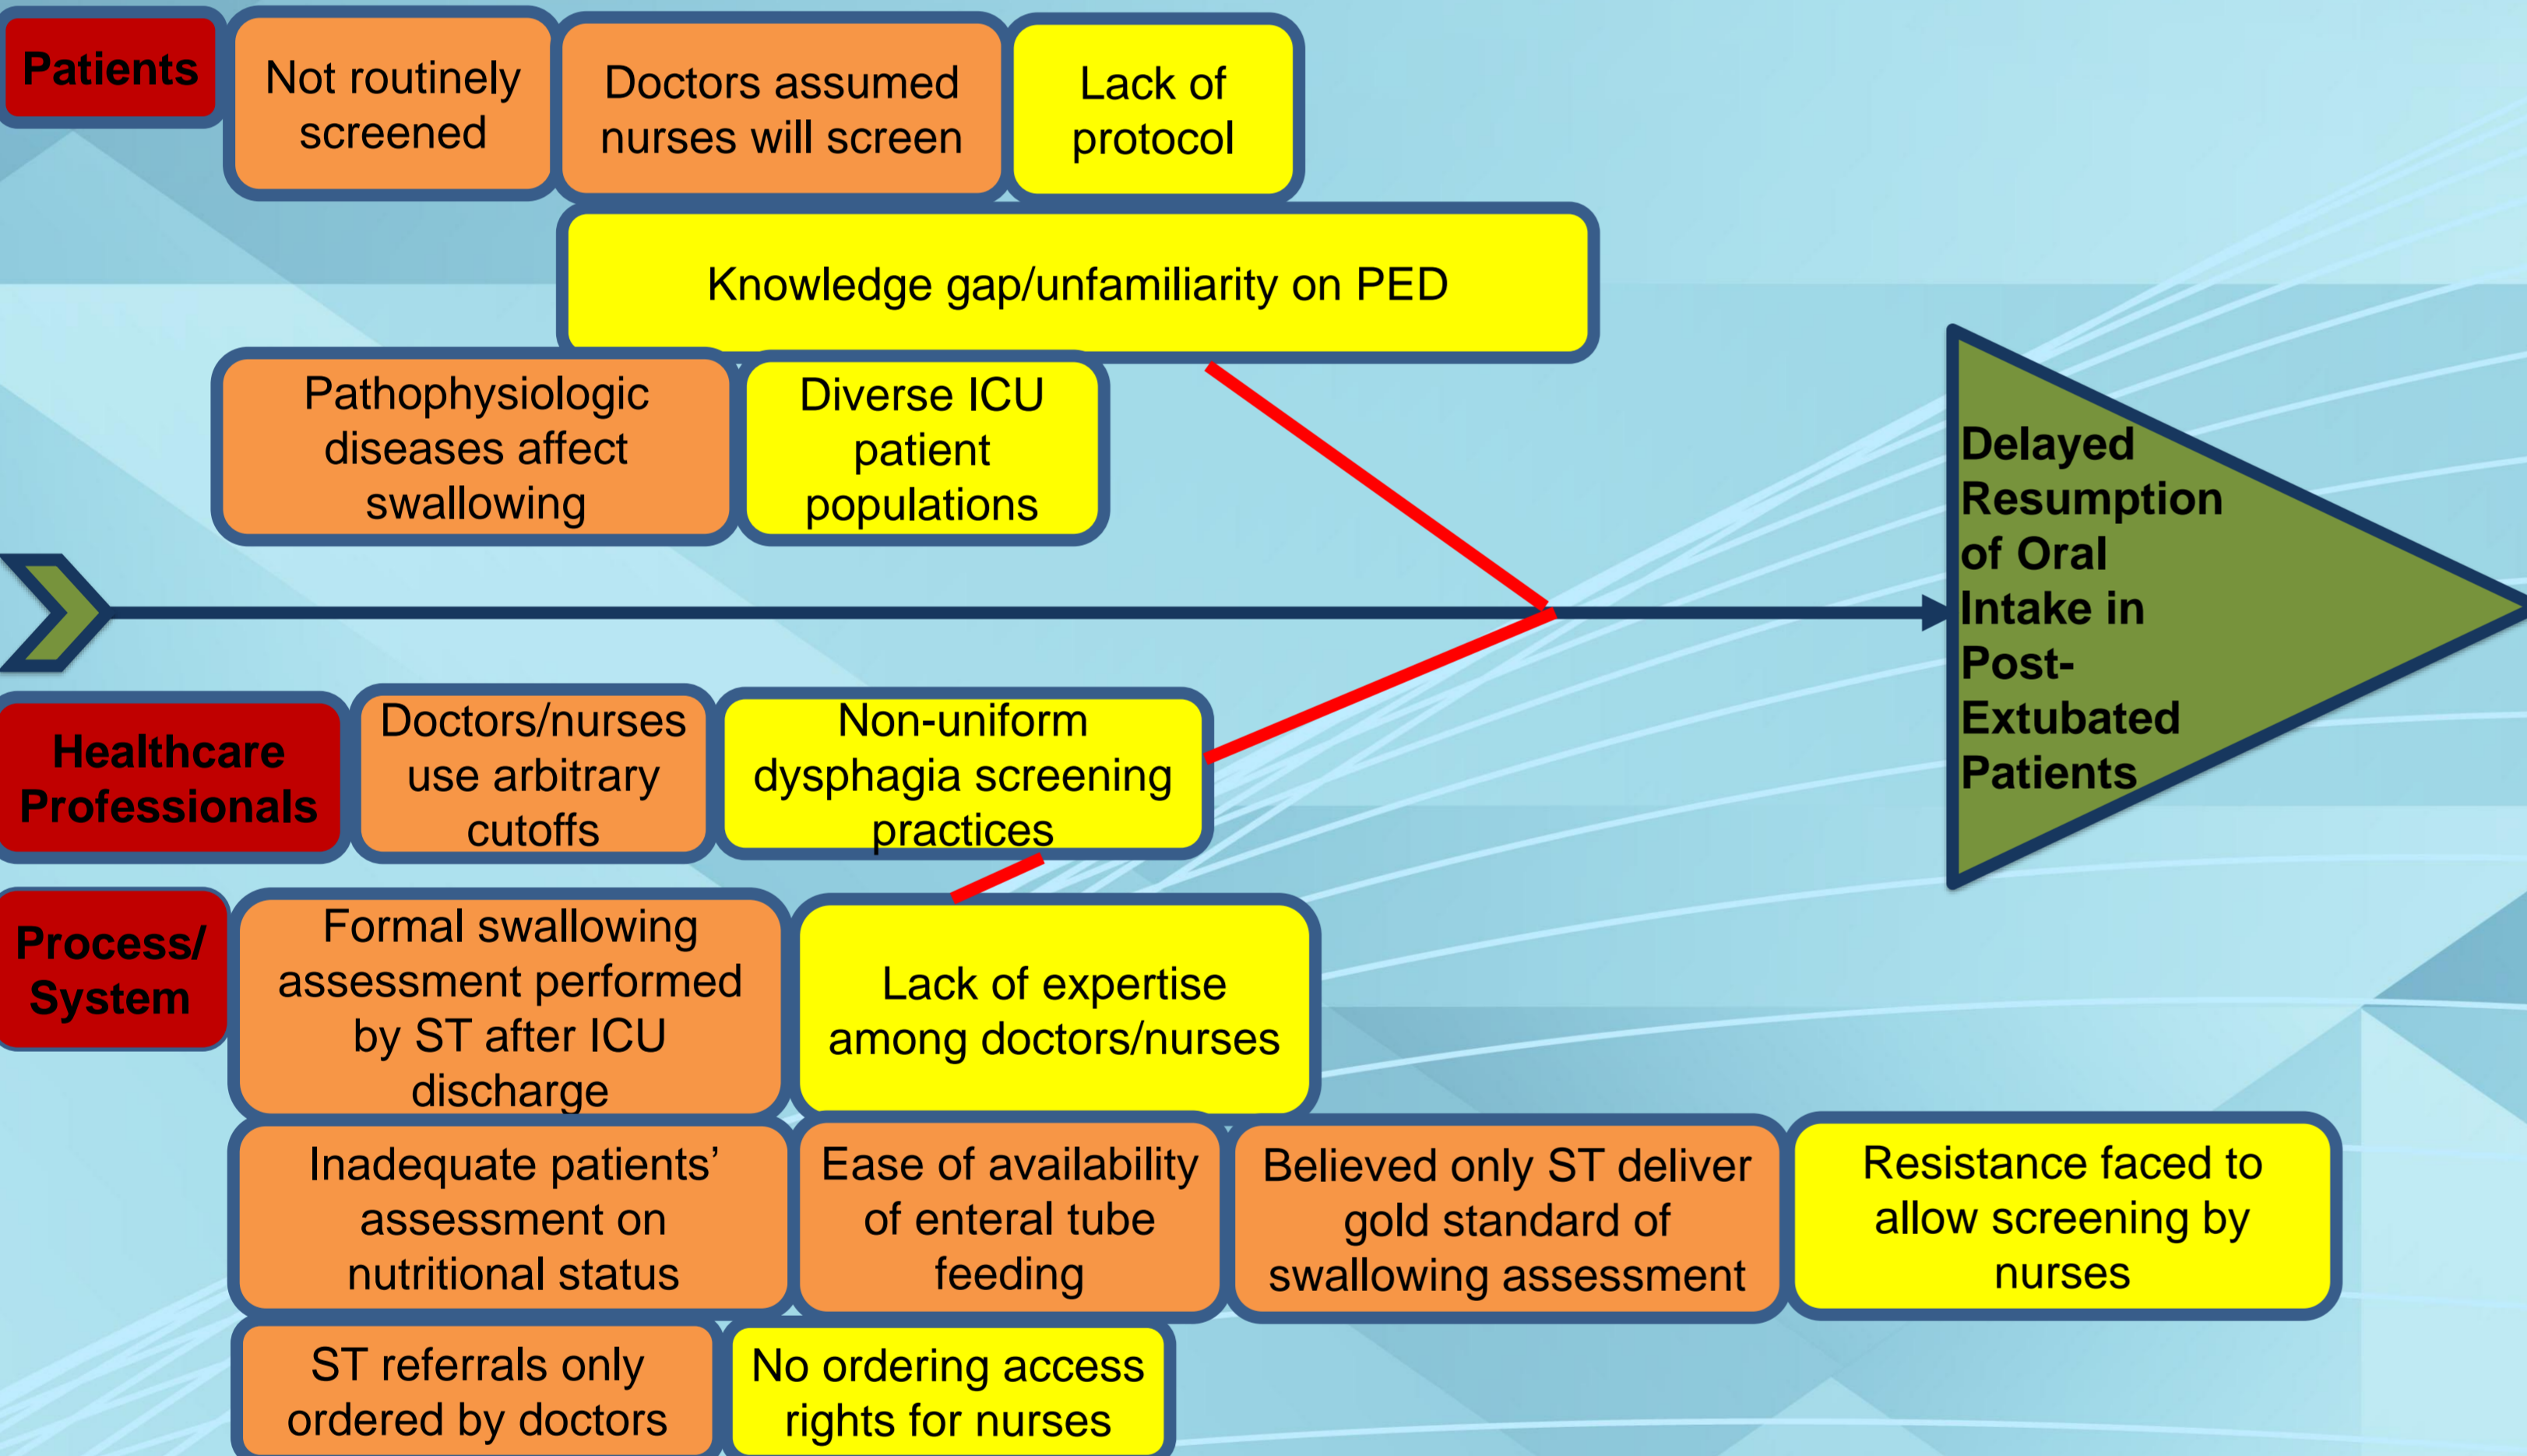 Patients
Not routinely
screened
Doctors assumed
nurses will screen
Lack of
protocol
Knowledge gap/unfamiliarity on PED
Pathophysiologic
diseases affect
swallowing
Diverse ICU
patient
populations
Delayed
Resumption
of Oral
Intake in
Post-
Extubated
Patients
Healthcare
Professionals
Doctors/nurses
use arbitrary
cutoffs
Non-uniform
dysphagia screening
practices
Process/
System
Formal swallowing
assessment performed
by ST after ICU
discharge
Lack of expertise
among doctors/nurses
Inadequate patients’
assessment on
nutritional status
Ease of availability
of enteral tube
feeding
Believed only ST deliver
gold standard of
swallowing assessment
Resistance faced to
allow screening by
nurses
ST referrals only
ordered by doctors
No ordering access
rights for nurses